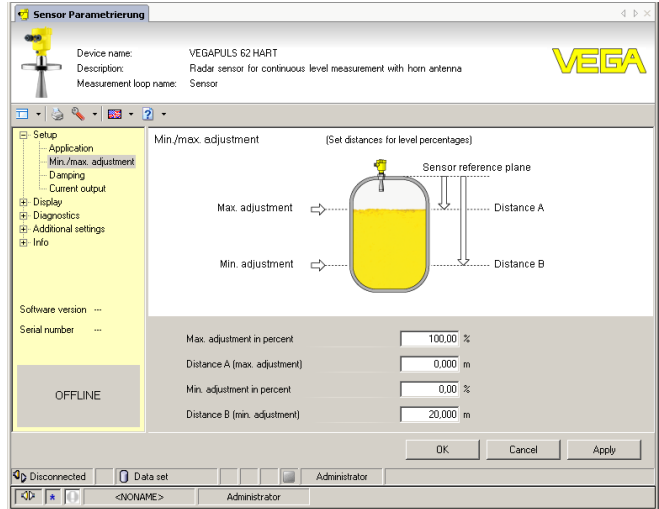 Sensor Parametrierung
Device name: VEGAPULS 62 HART
Description: Radar sensor for continuous level measurement with horn antenna
Measurement loop name: Sensor
VEGA
Setup
Application
Min./max. adjustment
Damping
Current output
Display
Diagnostics
Additional settings
Info
Software version ---
Serial number ---
OFFLINE
Min./max. adjustment (Set distances for level percentages)
Sensor reference plane
Max. adjustment Distance A
Min. adjustment Distance B
Max. adjustment in percent 100,00 %
Distance A (max. adjustment) 0,000 m
Min. adjustment in percent 0,00 %
Distance B (min. adjustment) 20,000 m
OK Cancel Apply
Disconnected Data set Administrator
<NONAME> Administrator